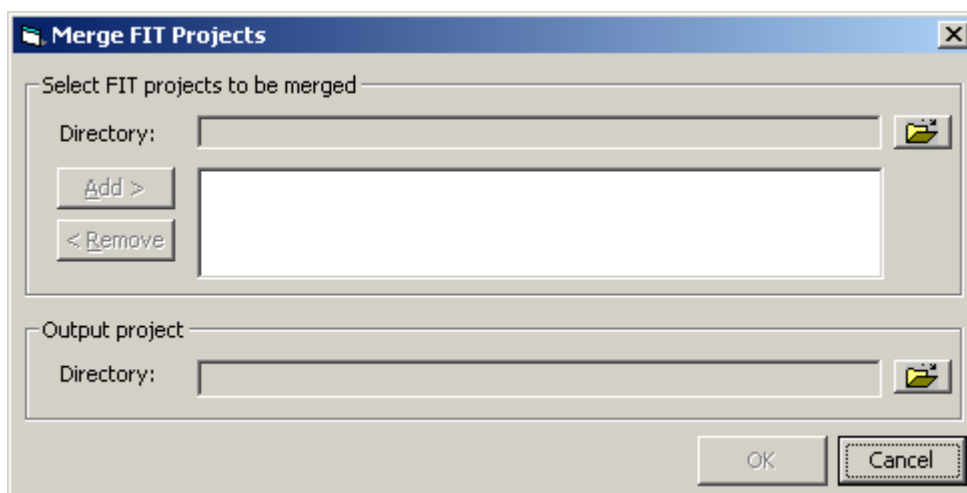 Merge FIT Projects
Select FIT projects to be merged
Directory:
Add >
< Remove
Output project
Directory:
OK Cancel